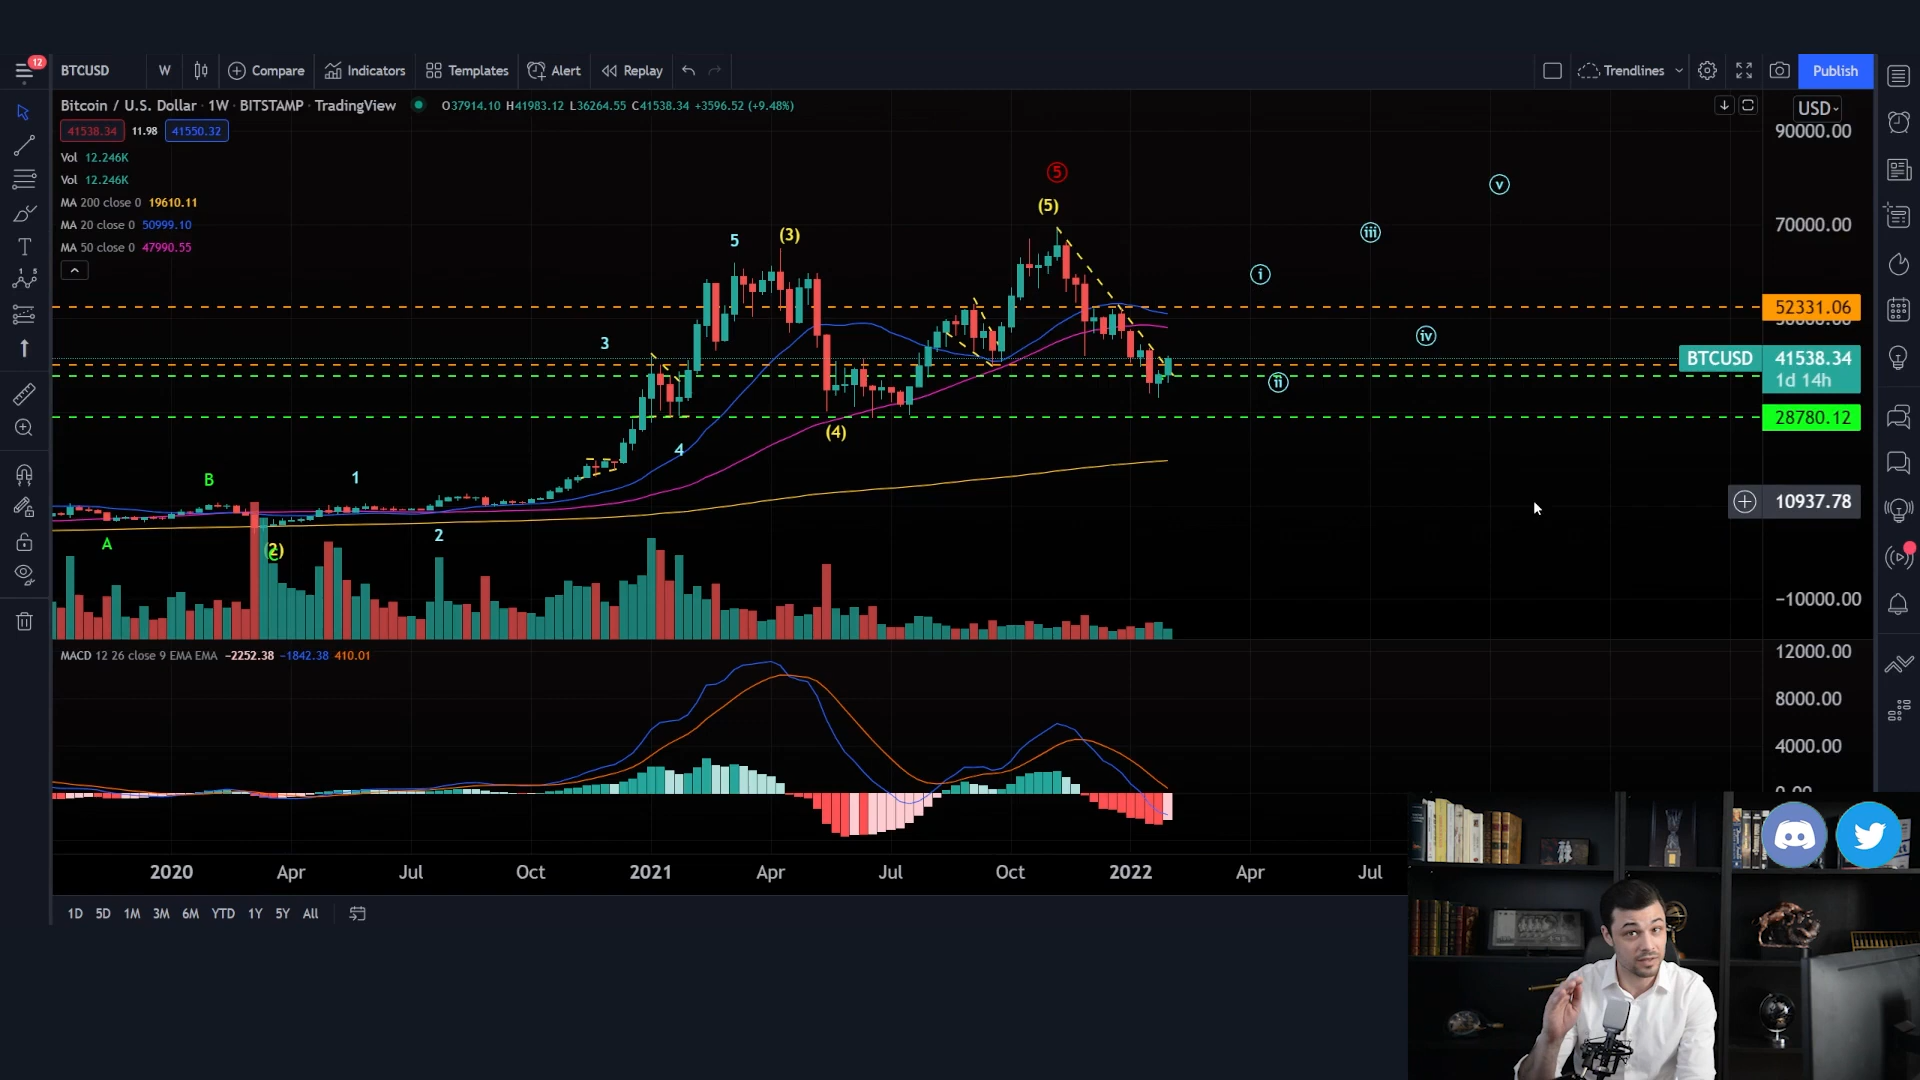 12
BTCUSD W Compare Indicators Templates Alert Replay Trendlines Publish
Bitcoin / U.S. Dollar · 1W · BITSTAMP · TradingView O37914.10 H41983.12 L36264.55 C41538.34 +3596.52 (+9.48%)
USD
41538.34 11.98 41550.32
Vol 12.246K
Vol 12.246K
MA 200 close 0 19610.11
MA 20 close 0 50999.10
MA 50 close 0 47990.55
90000.00
70000.00
52331.06
BTCUSD 41538.34
1d 14h
28780.12
10937.78
−10000.00
5
(5)
(3)
5
3
4
(4)
B
1
A
2
(2)
i
ii
iii
iv
v
MACD 12 26 close 9 EMA EMA −2252.38 −1842.38 410.01
12000.00
8000.00
4000.00
2020 Apr Jul Oct 2021 Apr Jul Oct 2022 Apr Jul
1D 5D 1M 3M 6M YTD 1Y 5Y All